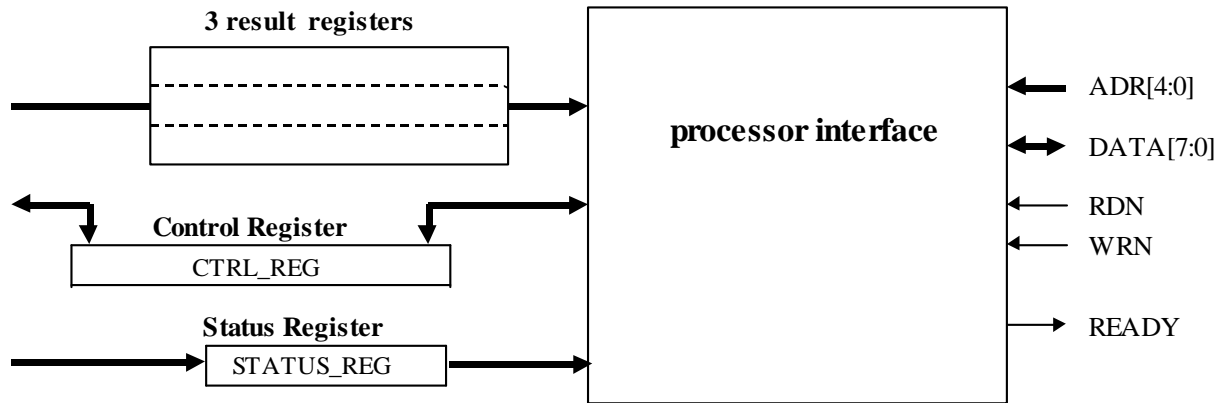 3 result registers
processor interface
ADR[4:0]
DATA[7:0]
RDN
WRN
READY
Control Register
CTRL_REG
Status Register
STATUS_REG